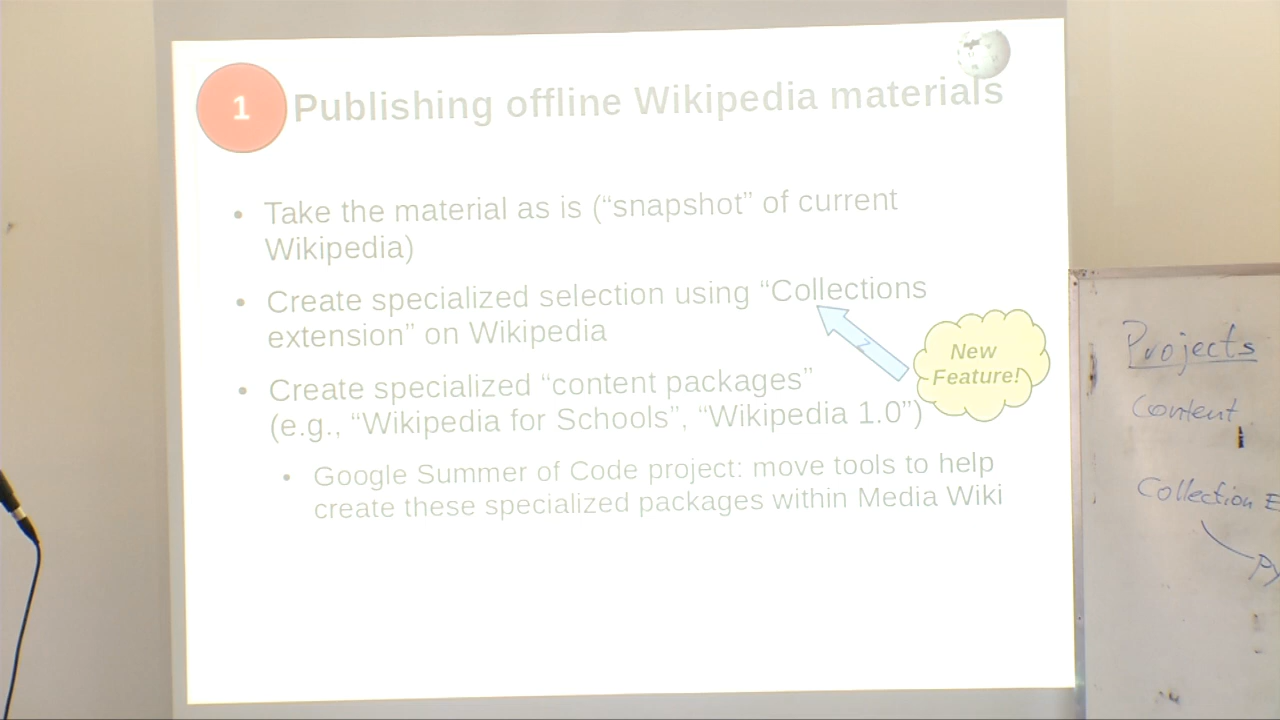 1
Publishing offline Wikipedia materials
• Take the material as is (“snapshot” of current
Wikipedia)
• Create specialized selection using “Collections
extension” on Wikipedia
New
Feature!
• Create specialized “content packages”
(e.g., “Wikipedia for Schools”, “Wikipedia 1.0”)
• Google Summer of Code project: move tools to help
create these specialized packages within Media Wiki
Projects
Content
Collection E
Py